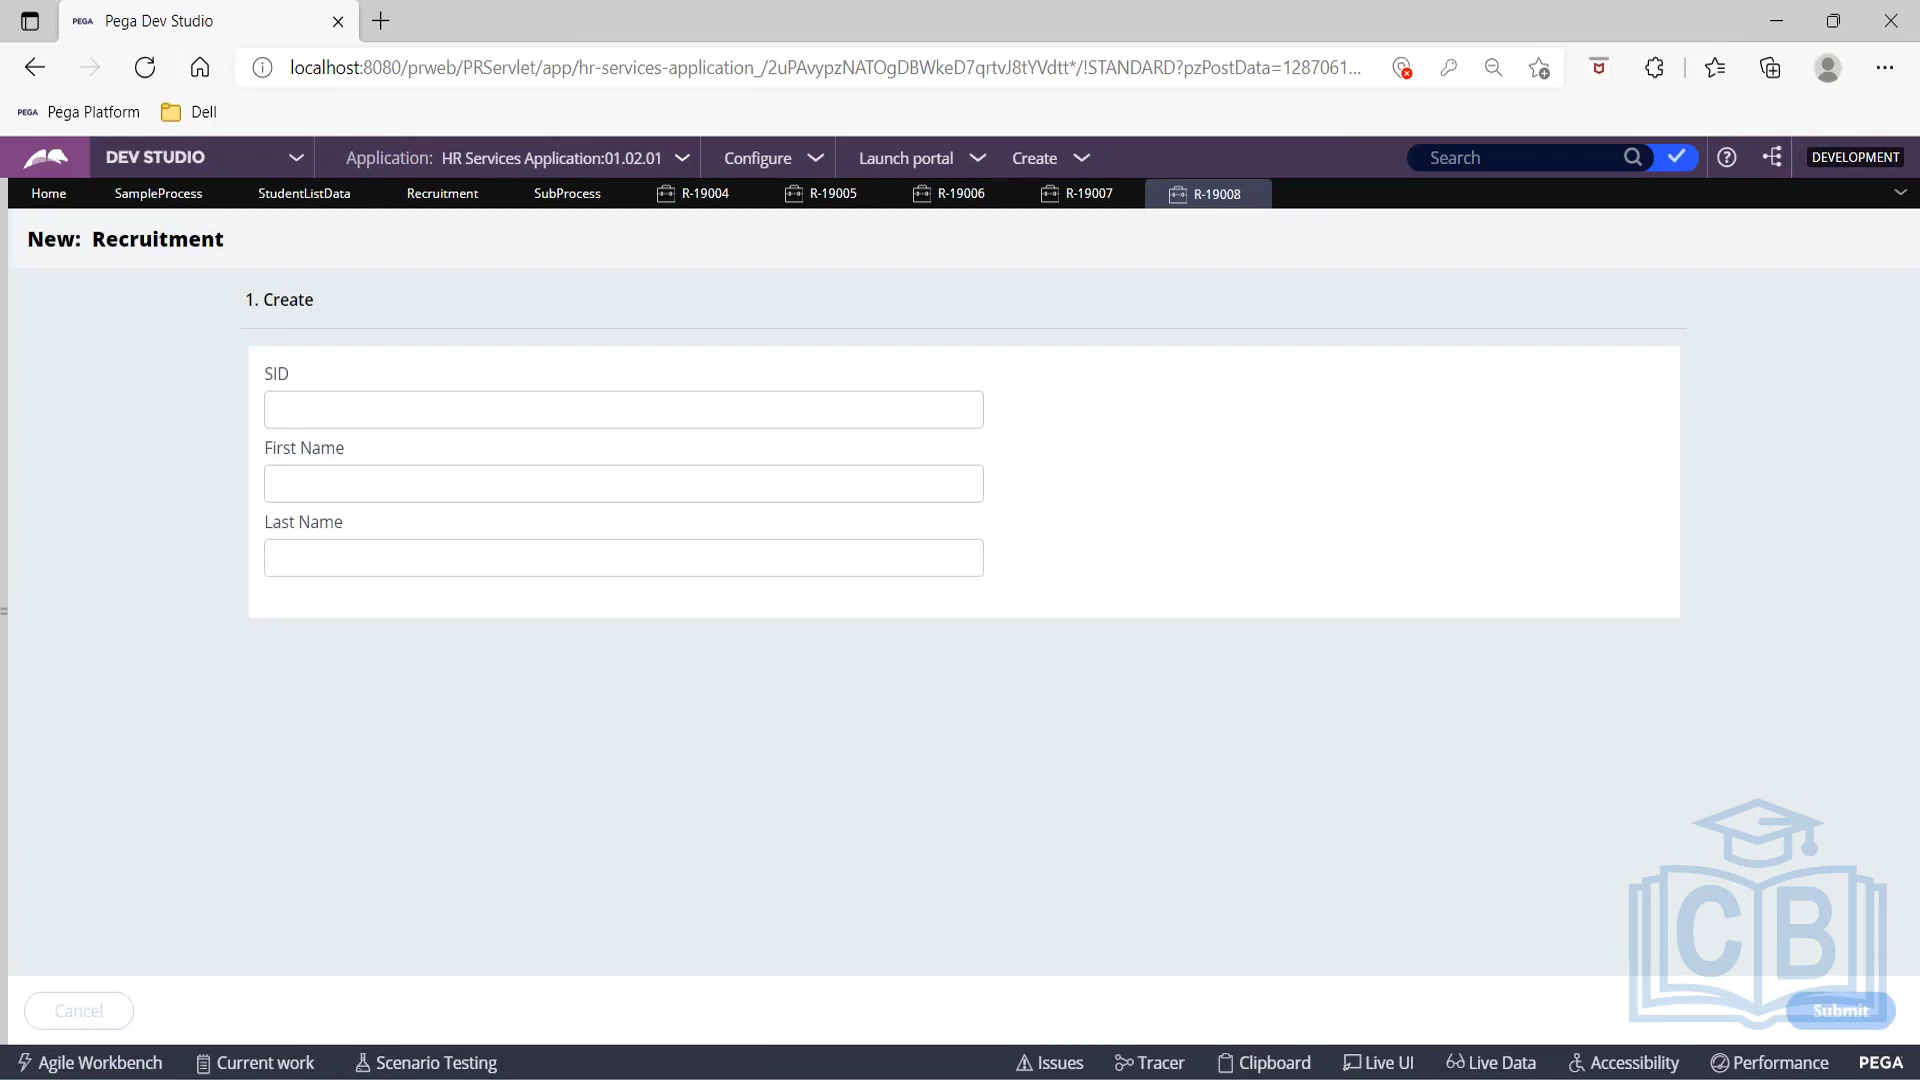 PEGA Pega Dev Studio
localhost:8080/prweb/PRServlet/app/hr-services-application_/2uPAvypzNATOgDBWkeD7qrtvJ8tYVdtt*/!STANDARD?pzPostData=1287061...
PEGA Pega Platform Dell
DEV STUDIO Application: HR Services Application:01.02.01 Configure Launch portal Create Search DEVELOPMENT
Home SampleProcess StudentListData Recruitment SubProcess R-19004 R-19005 R-19006 R-19007 R-19008
New: Recruitment
1. Create
SID
First Name
Last Name
CB
Cancel Submit
Agile Workbench Current work Scenario Testing Issues Tracer Clipboard Live UI Live Data Accessibility Performance PEGA